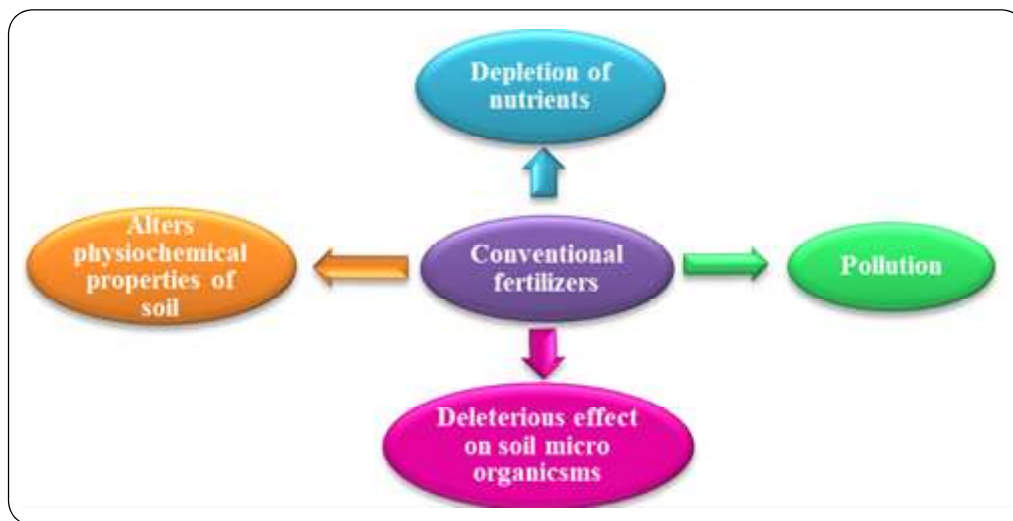 Depletion of
nutrients
Alters
physiochemical
properties of
soil
Conventional
fertilizers
Pollution
Deleterious effect
on soil micro
organicsms